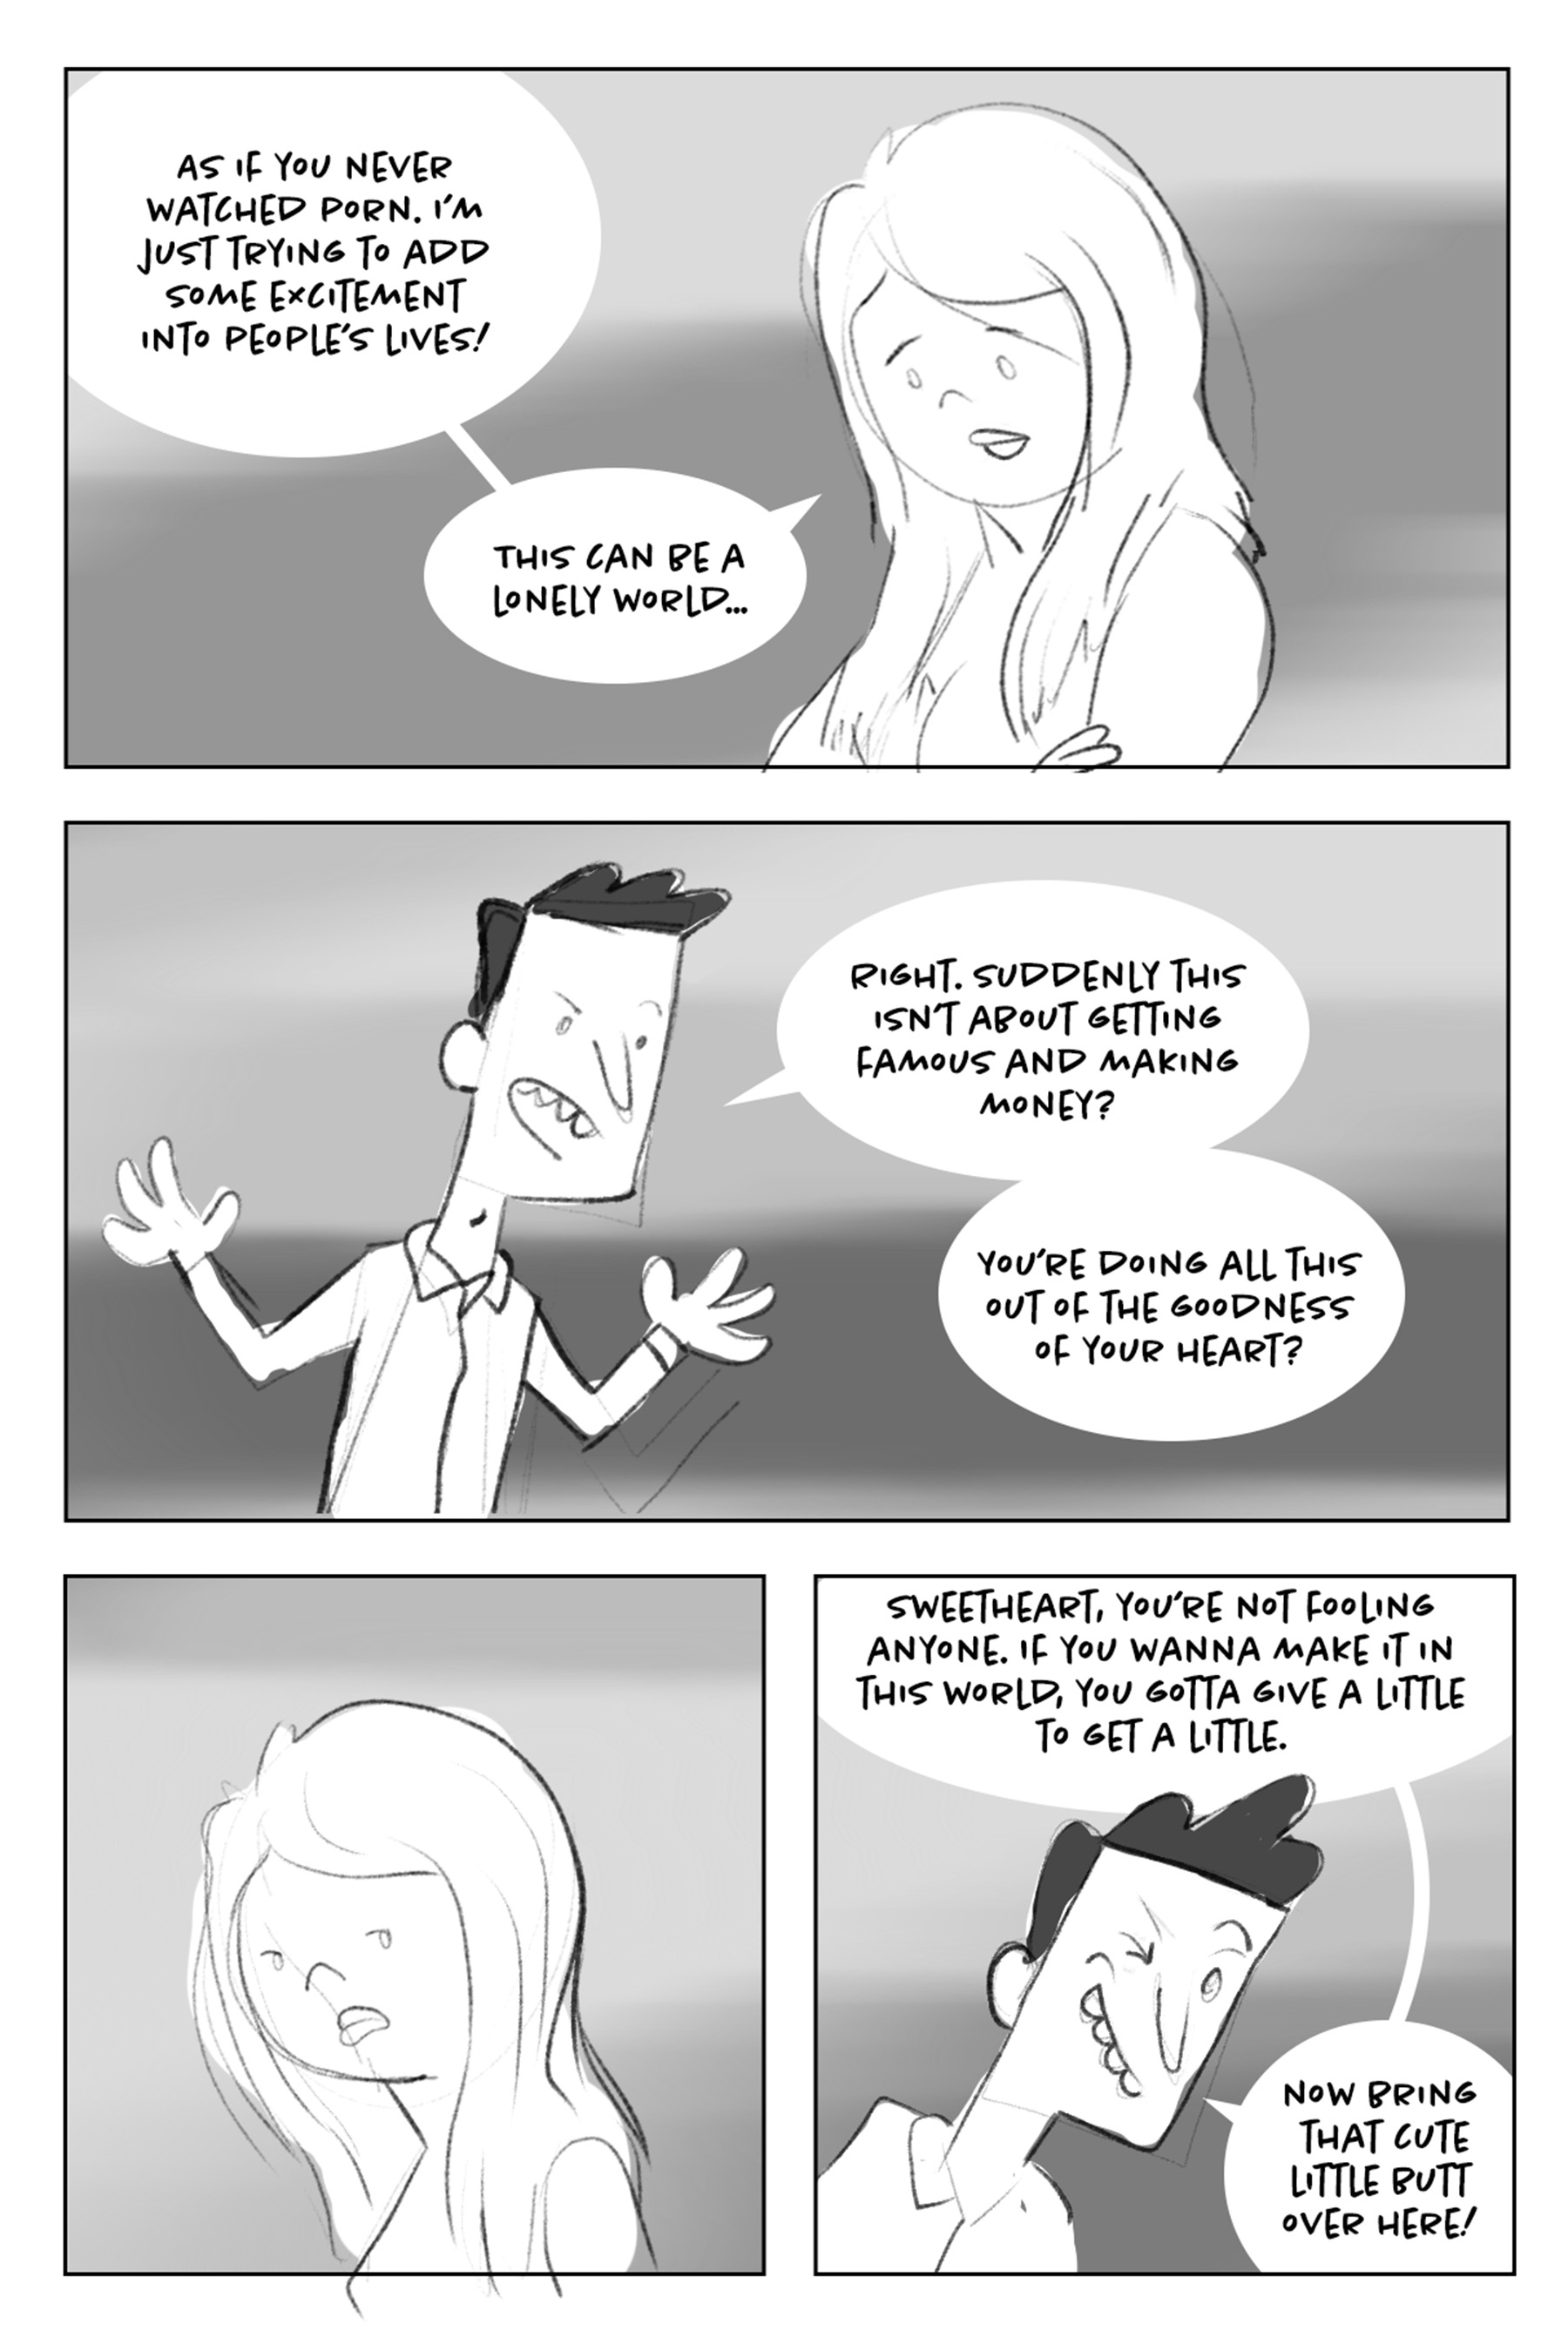 AS IF YOU NEVER
WATCHED PORN. I'M
JUST TRYING TO ADD
SOME EXCITEMENT
INTO PEOPLE'S LIVES!
THIS CAN BE A
LONELY WORLD...
RIGHT. SUDDENLY THIS
ISN'T ABOUT GETTING
FAMOUS AND MAKING
MONEY?
YOU'RE DOING ALL THIS
OUT OF THE GOODNESS
OF YOUR HEART?
SWEETHEART, YOU'RE NOT FOOLING
ANYONE. IF YOU WANNA MAKE IT IN
THIS WORLD, YOU GOTTA GIVE A LITTLE
TO GET A LITTLE.
NOW BRING
THAT CUTE
LITTLE BUTT
OVER HERE!